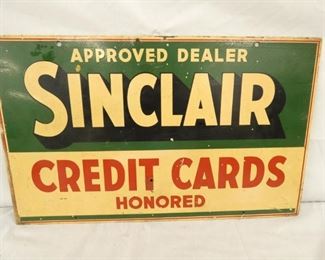 APPROVED DEALER
SINCLAIR
CREDIT CARDS
HONORED